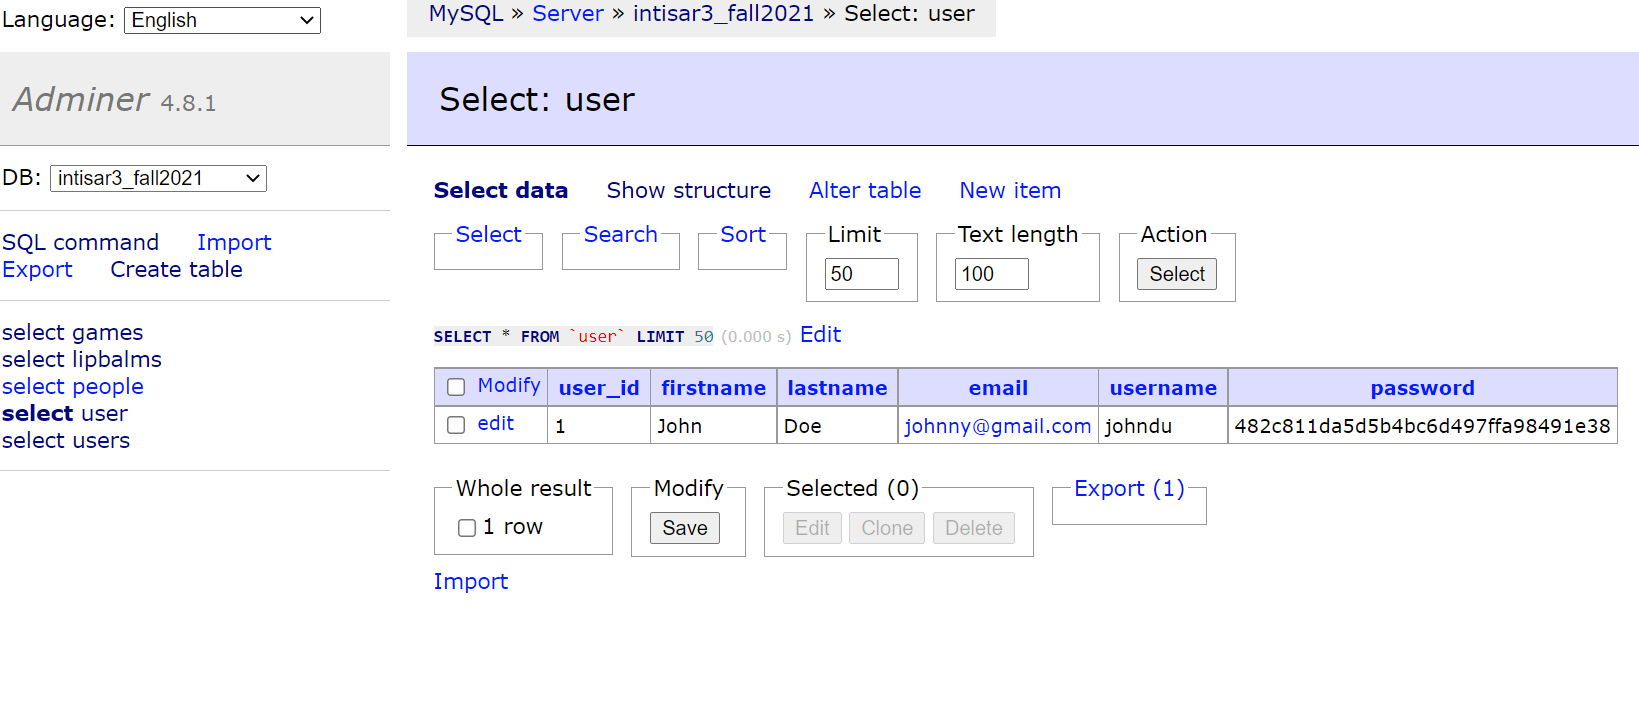 Language: English
MySQL » Server » intisar3_fall2021 » Select: user
Adminer 4.8.1
Select: user
DB: intisar3_fall2021
SQL command Import
Export Create table
select games
select lipbalms
select people
select user
select users
Select data Show structure Alter table New item
Select Search Sort Limit Text length Action
50 100 Select
SELECT * FROM `user` LIMIT 50 (0.000 s) Edit
Modify user_id firstname lastname email username password
edit 1 John Doe johnny@gmail.com johndu 482c811da5d5b4bc6d497ffa98491e38
Whole result Modify Selected (0) Export (1)
1 row Save Edit Clone Delete
Import